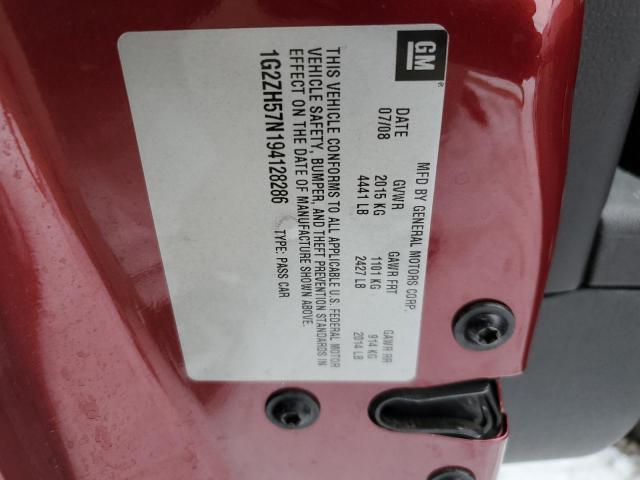 GM
MFD BY GENERAL MOTORS CORP.
DATE GVWR GAWR FRT GAWR RR
07/08 2015 KG 1101 KG 914 KG
4441 LB 2427 LB 2014 LB
THIS VEHICLE CONFORMS TO ALL APPLICABLE U.S. FEDERAL MOTOR
VEHICLE SAFETY, BUMPER, AND THEFT PREVENTION STANDARDS IN
EFFECT ON THE DATE OF MANUFACTURE SHOWN ABOVE.
1G2ZH57N194128286 TYPE: PASS CAR